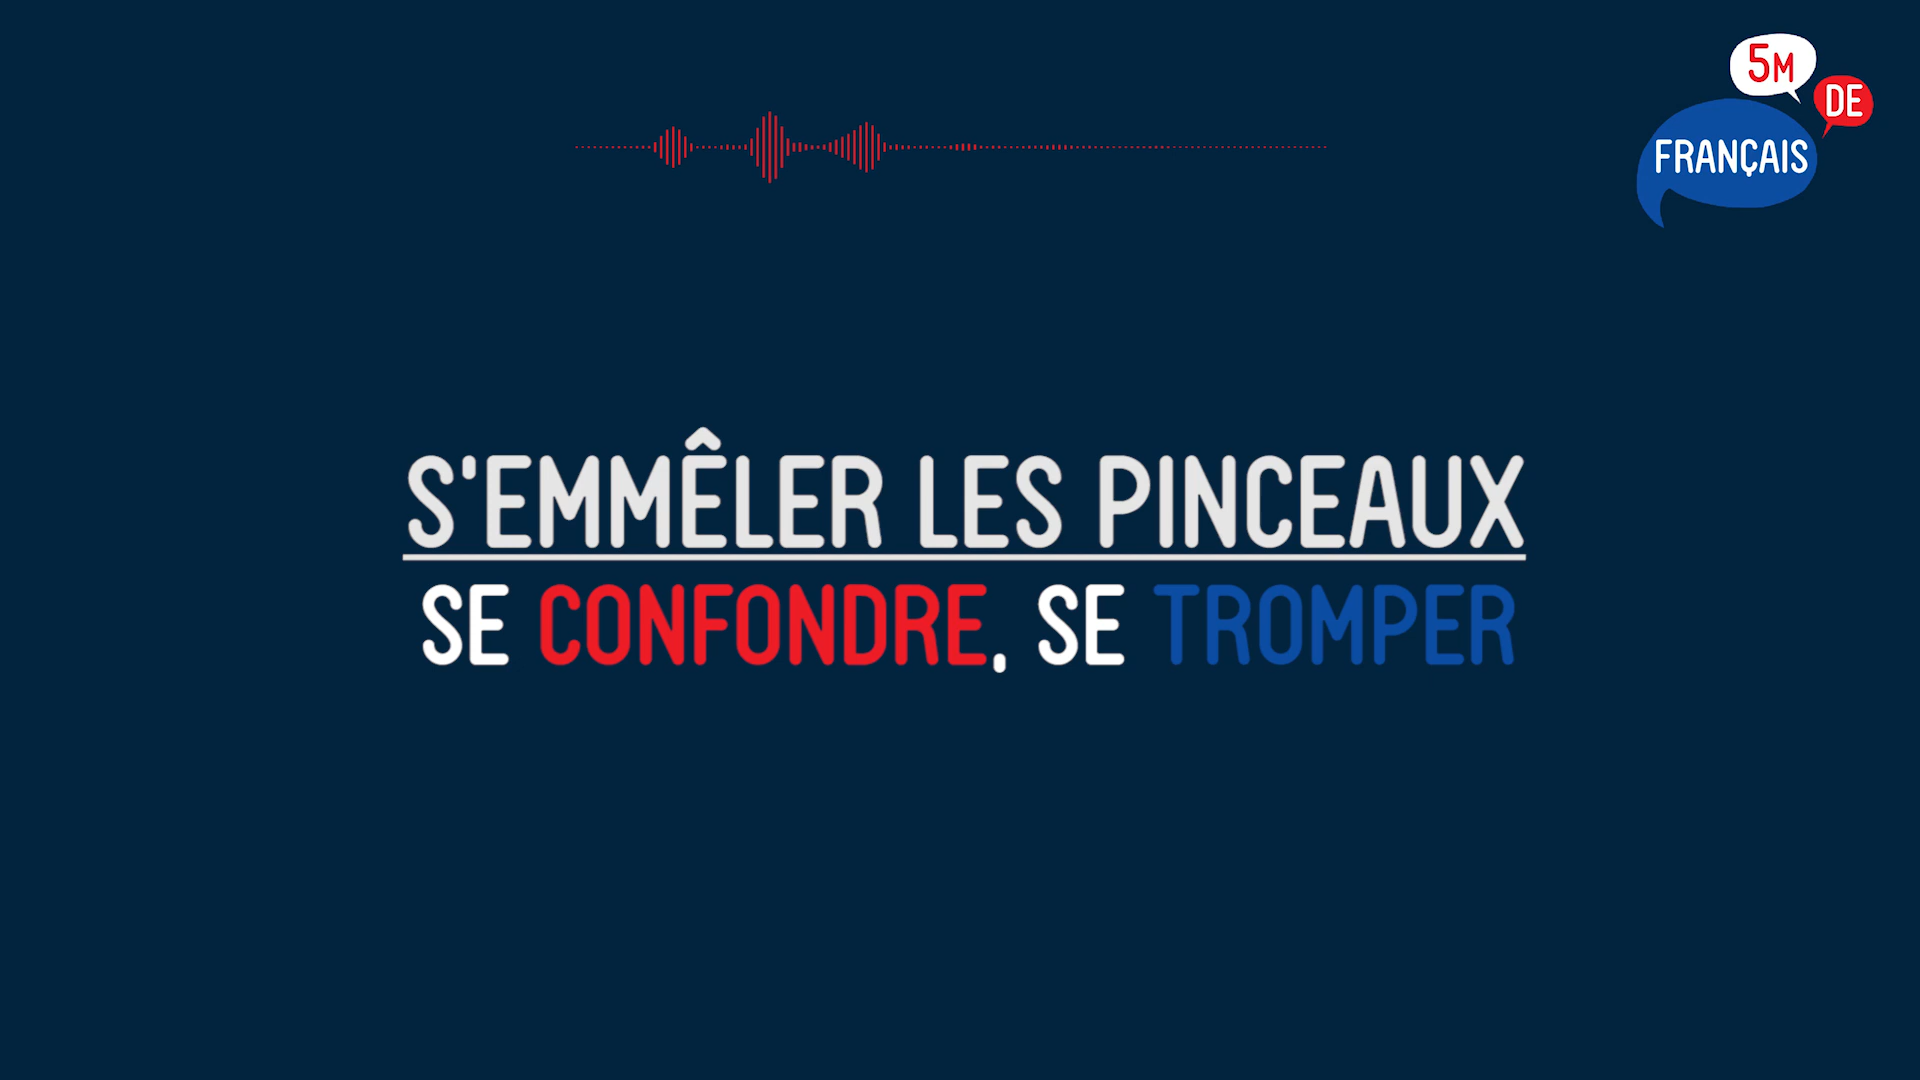 5M
DE
FRANÇAIS
S'EMMÊLER LES PINCEAUX
SE CONFONDRE, SE TROMPER